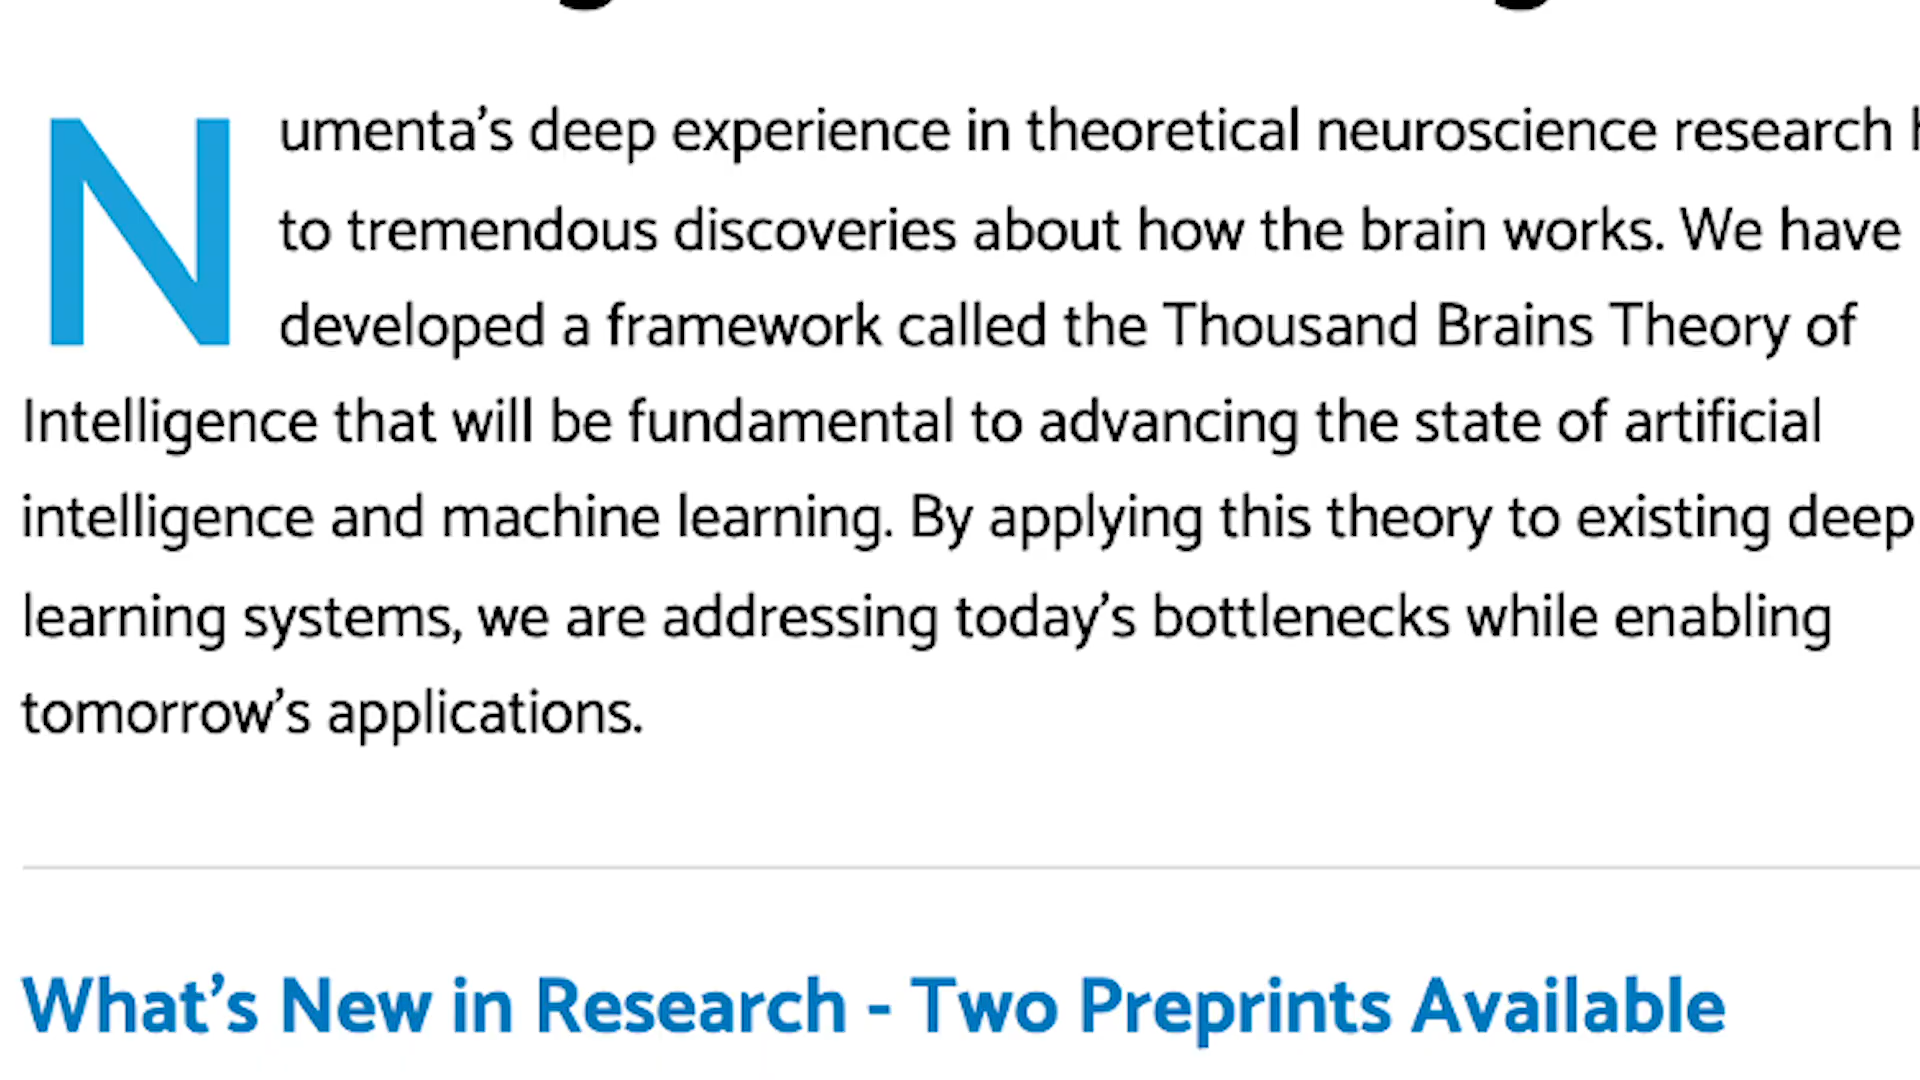 Numenta’s deep experience in theoretical neuroscience research
to tremendous discoveries about how the brain works. We have
developed a framework called the Thousand Brains Theory of
Intelligence that will be fundamental to advancing the state of artificial
intelligence and machine learning. By applying this theory to existing deep
learning systems, we are addressing today’s bottlenecks while enabling
tomorrow’s applications.
What’s New in Research - Two Preprints Available